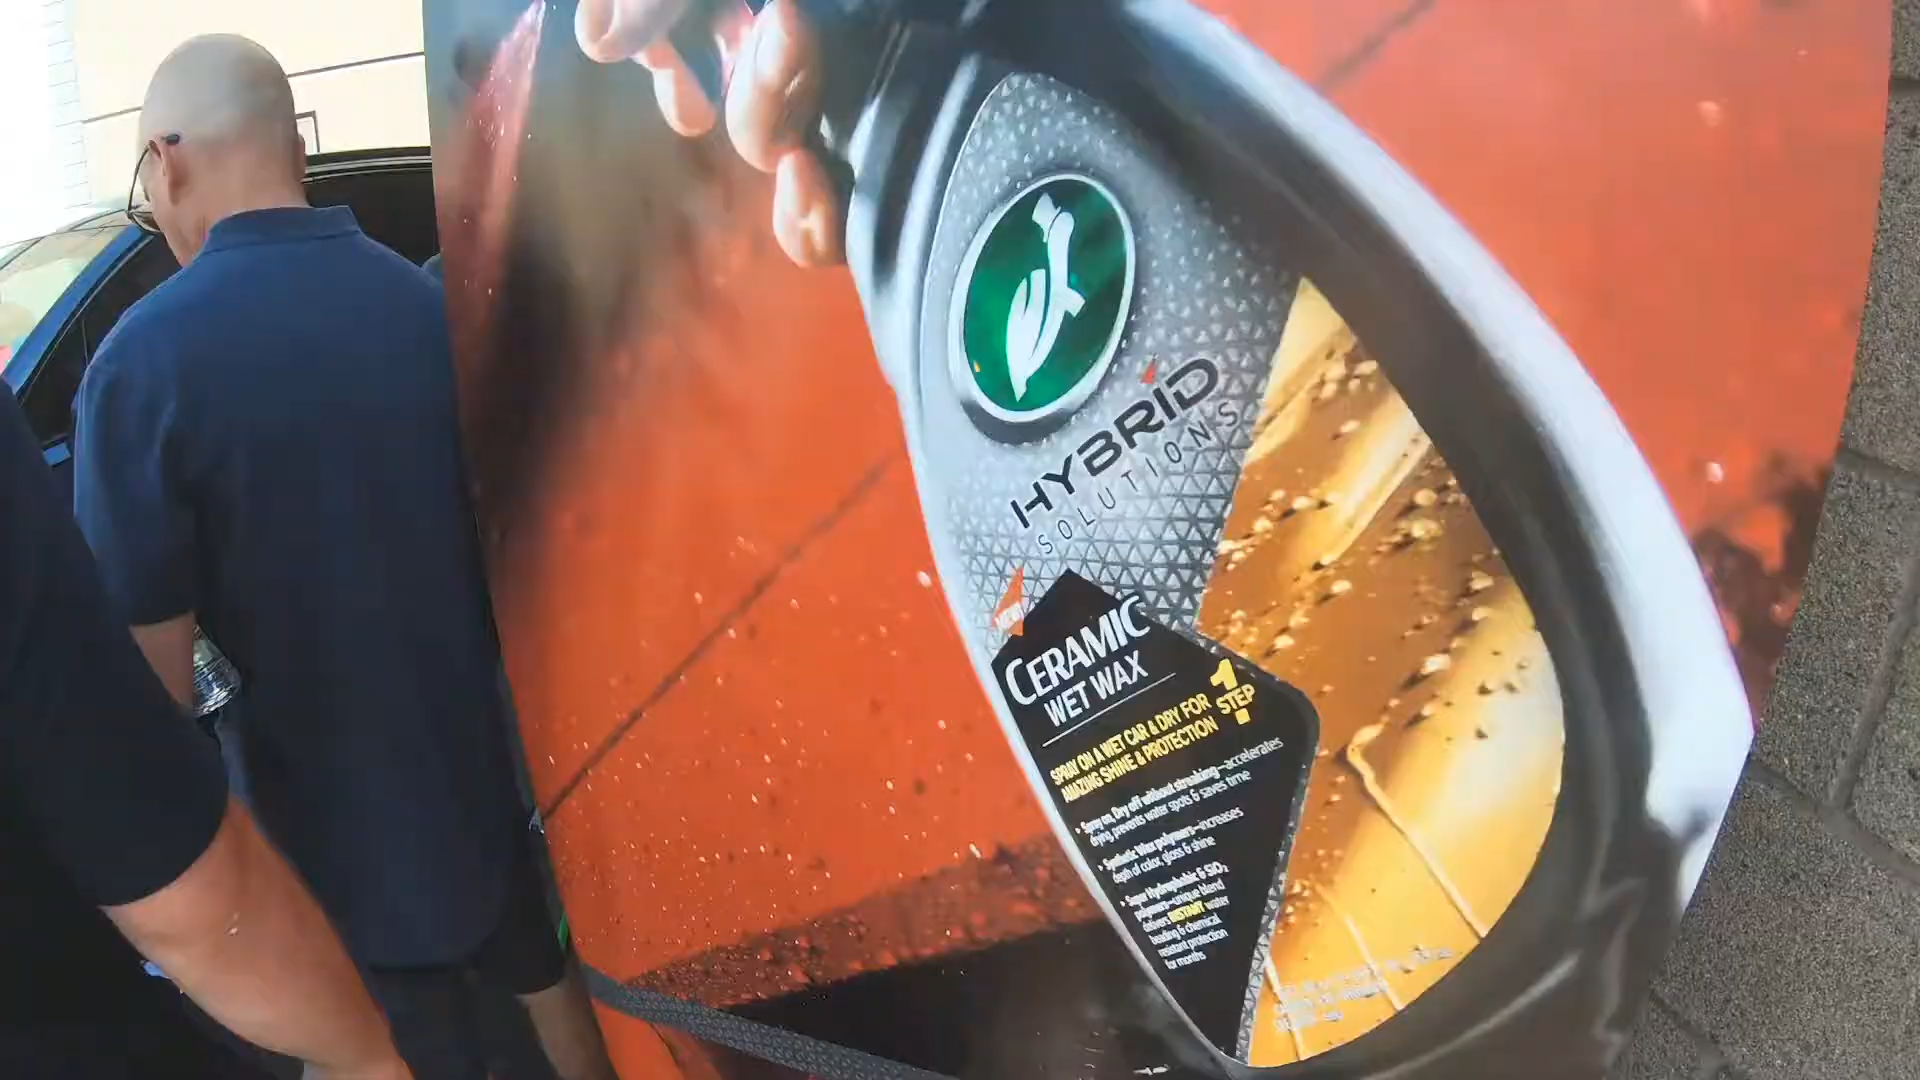 HYBRID
SOLUTIONS
NEW
CERAMIC
WET WAX
SPRAY ON A WET CAR & DRY FOR
AMAZING SHINE & PROTECTION
1
STEP
Spray on, Dry off without streaking—accelerates
drying, prevents water spots & saves time
Synthetic Wax polymers—increases
depth of color, gloss & shine
Super Hydrophobic & SiO₂
polymers—unique blend
delivers INSTANT water
beading & chemical
resistant protection
for months